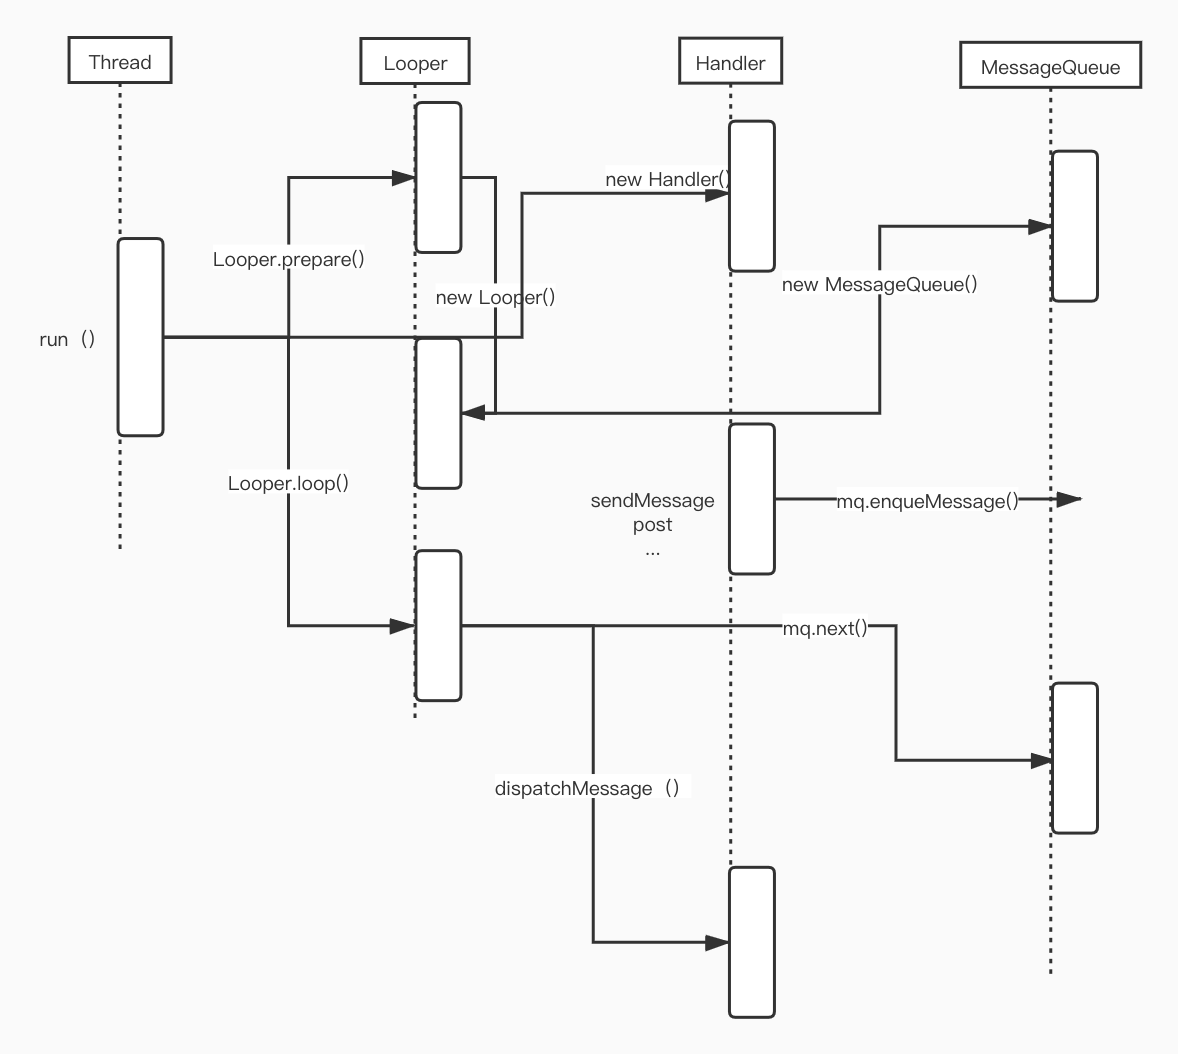 Thread
Looper
Handler
MessageQueue
new Handler()
Looper.prepare()
new MessageQueue()
new Looper()
run ()
Looper.loop()
sendMessage
post
...
mq.enqueMessage()
mq.next()
dispatchMessage ()